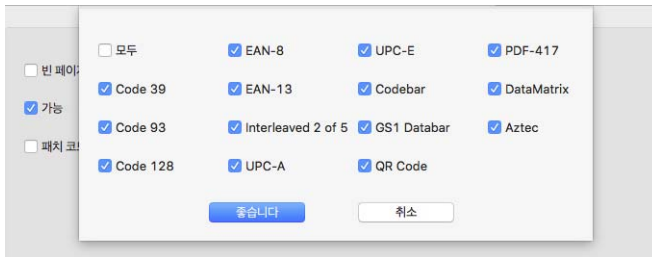 모두 EAN-8 UPC-E PDF-417
빈 페이지
Code 39 EAN-13 Codebar DataMatrix
가능
Code 93 Interleaved 2 of 5 GS1 Databar Aztec
패치
Code 128 UPC-A QR Code
좋습니다 취소